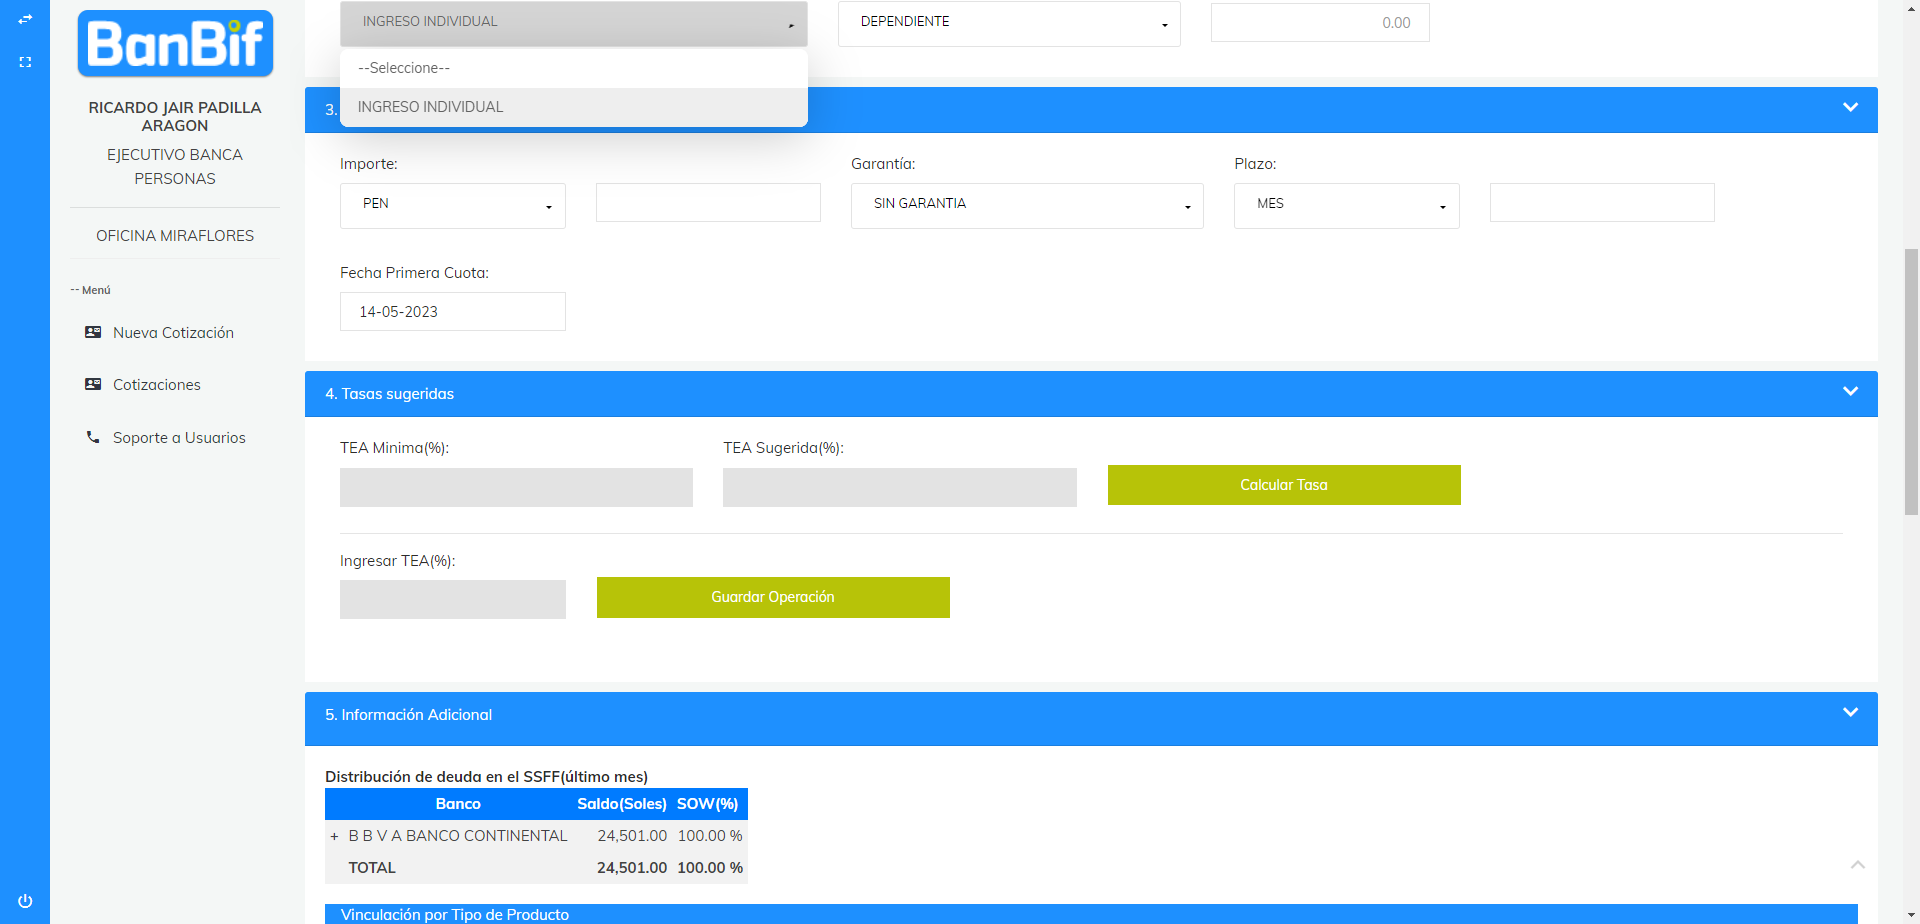 BanBif
RICARDO JAIR PADILLA
ARAGON
EJECUTIVO BANCA
PERSONAS
OFICINA MIRAFLORES
-- Menú
Nueva Cotización
Cotizaciones
Soporte a Usuarios
INGRESO INDIVIDUAL
DEPENDIENTE
0.00
--Seleccione--
INGRESO INDIVIDUAL
3.
Importe:
Garantía:
Plazo:
PEN
SIN GARANTIA
MES
Fecha Primera Cuota:
14-05-2023
4. Tasas sugeridas
TEA Minima(%):
TEA Sugerida(%):
Calcular Tasa
Ingresar TEA(%):
Guardar Operación
5. Información Adicional
Distribución de deuda en el SSFF(último mes)
Banco Saldo(Soles) SOW(%)
+ B B V A BANCO CONTINENTAL 24,501.00 100.00 %
TOTAL 24,501.00 100.00 %
Vinculación por Tipo de Producto